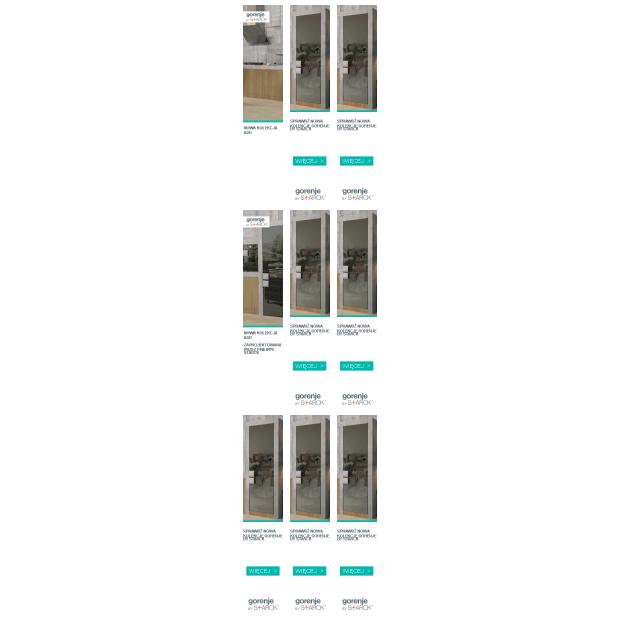 gorenje
BY STARCK
NOWA KOLEKCJA
AGD
SPRAWDŹ NOWĄ
KOLEKCJĘ GORENJE
BY STARCK
WIĘCEJ >
gorenje
BY STARCK
SPRAWDŹ NOWĄ
KOLEKCJĘ GORENJE
BY STARCK
WIĘCEJ >
gorenje
BY STARCK
gorenje
BY STARCK
NOWA KOLEKCJA
AGD
ZAPROJEKTOWANA
PRZEZ PHILIPPE
STARCK
SPRAWDŹ NOWĄ
KOLEKCJĘ GORENJE
BY STARCK
WIĘCEJ >
gorenje
BY STARCK
SPRAWDŹ NOWĄ
KOLEKCJĘ GORENJE
BY STARCK
WIĘCEJ >
gorenje
BY STARCK
SPRAWDŹ NOWĄ
KOLEKCJĘ GORENJE
BY STARCK
WIĘCEJ >
gorenje
BY STARCK
SPRAWDŹ NOWĄ
KOLEKCJĘ GORENJE
BY STARCK
WIĘCEJ >
gorenje
BY STARCK
SPRAWDŹ NOWĄ
KOLEKCJĘ GORENJE
BY STARCK
WIĘCEJ >
gorenje
BY STARCK